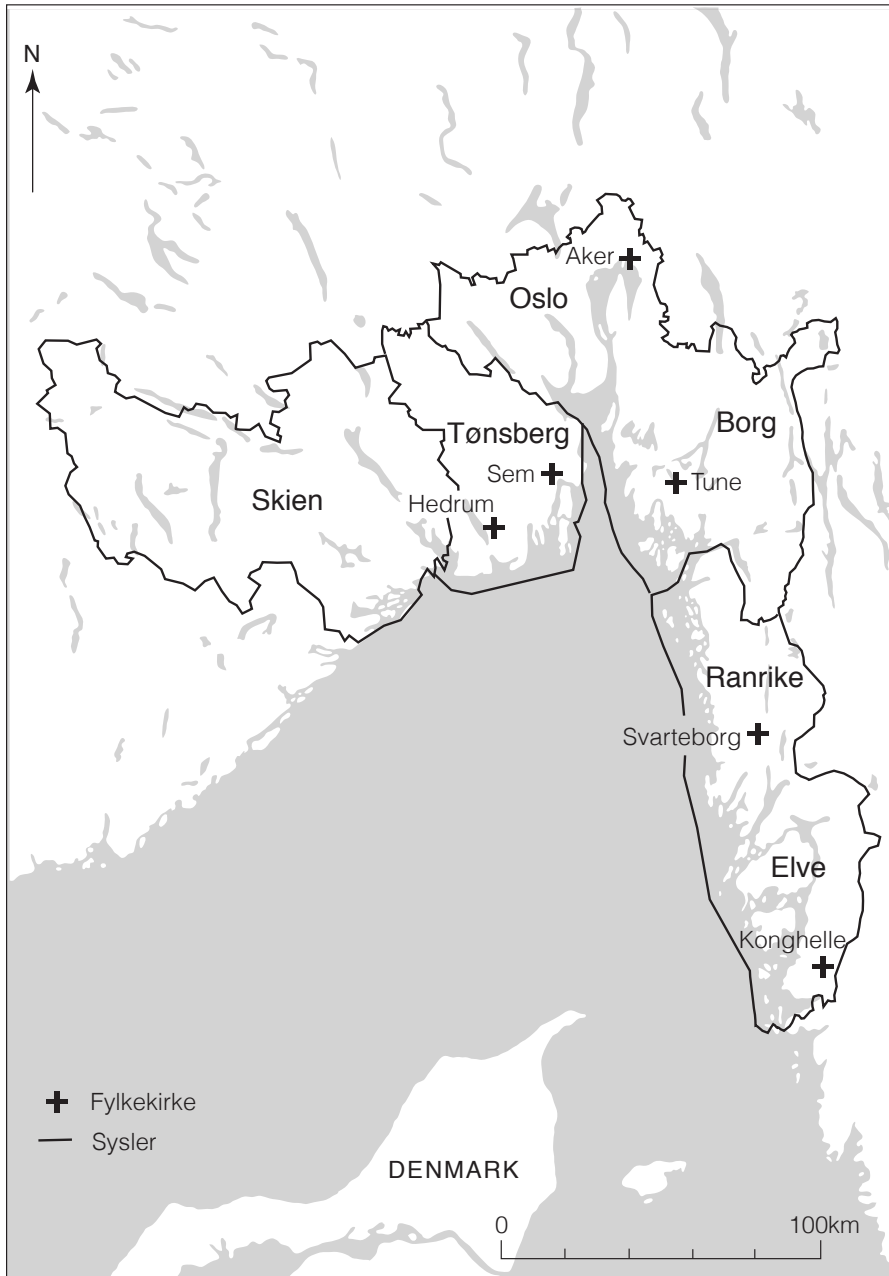 N
Aker
Oslo
Borg
Tønsberg
Sem
Tune
Skien
Hedrum
Ranrike
Svarteborg
Elve
Konghelle
Fylkekirke
Sysler
DENMARK
0 100km